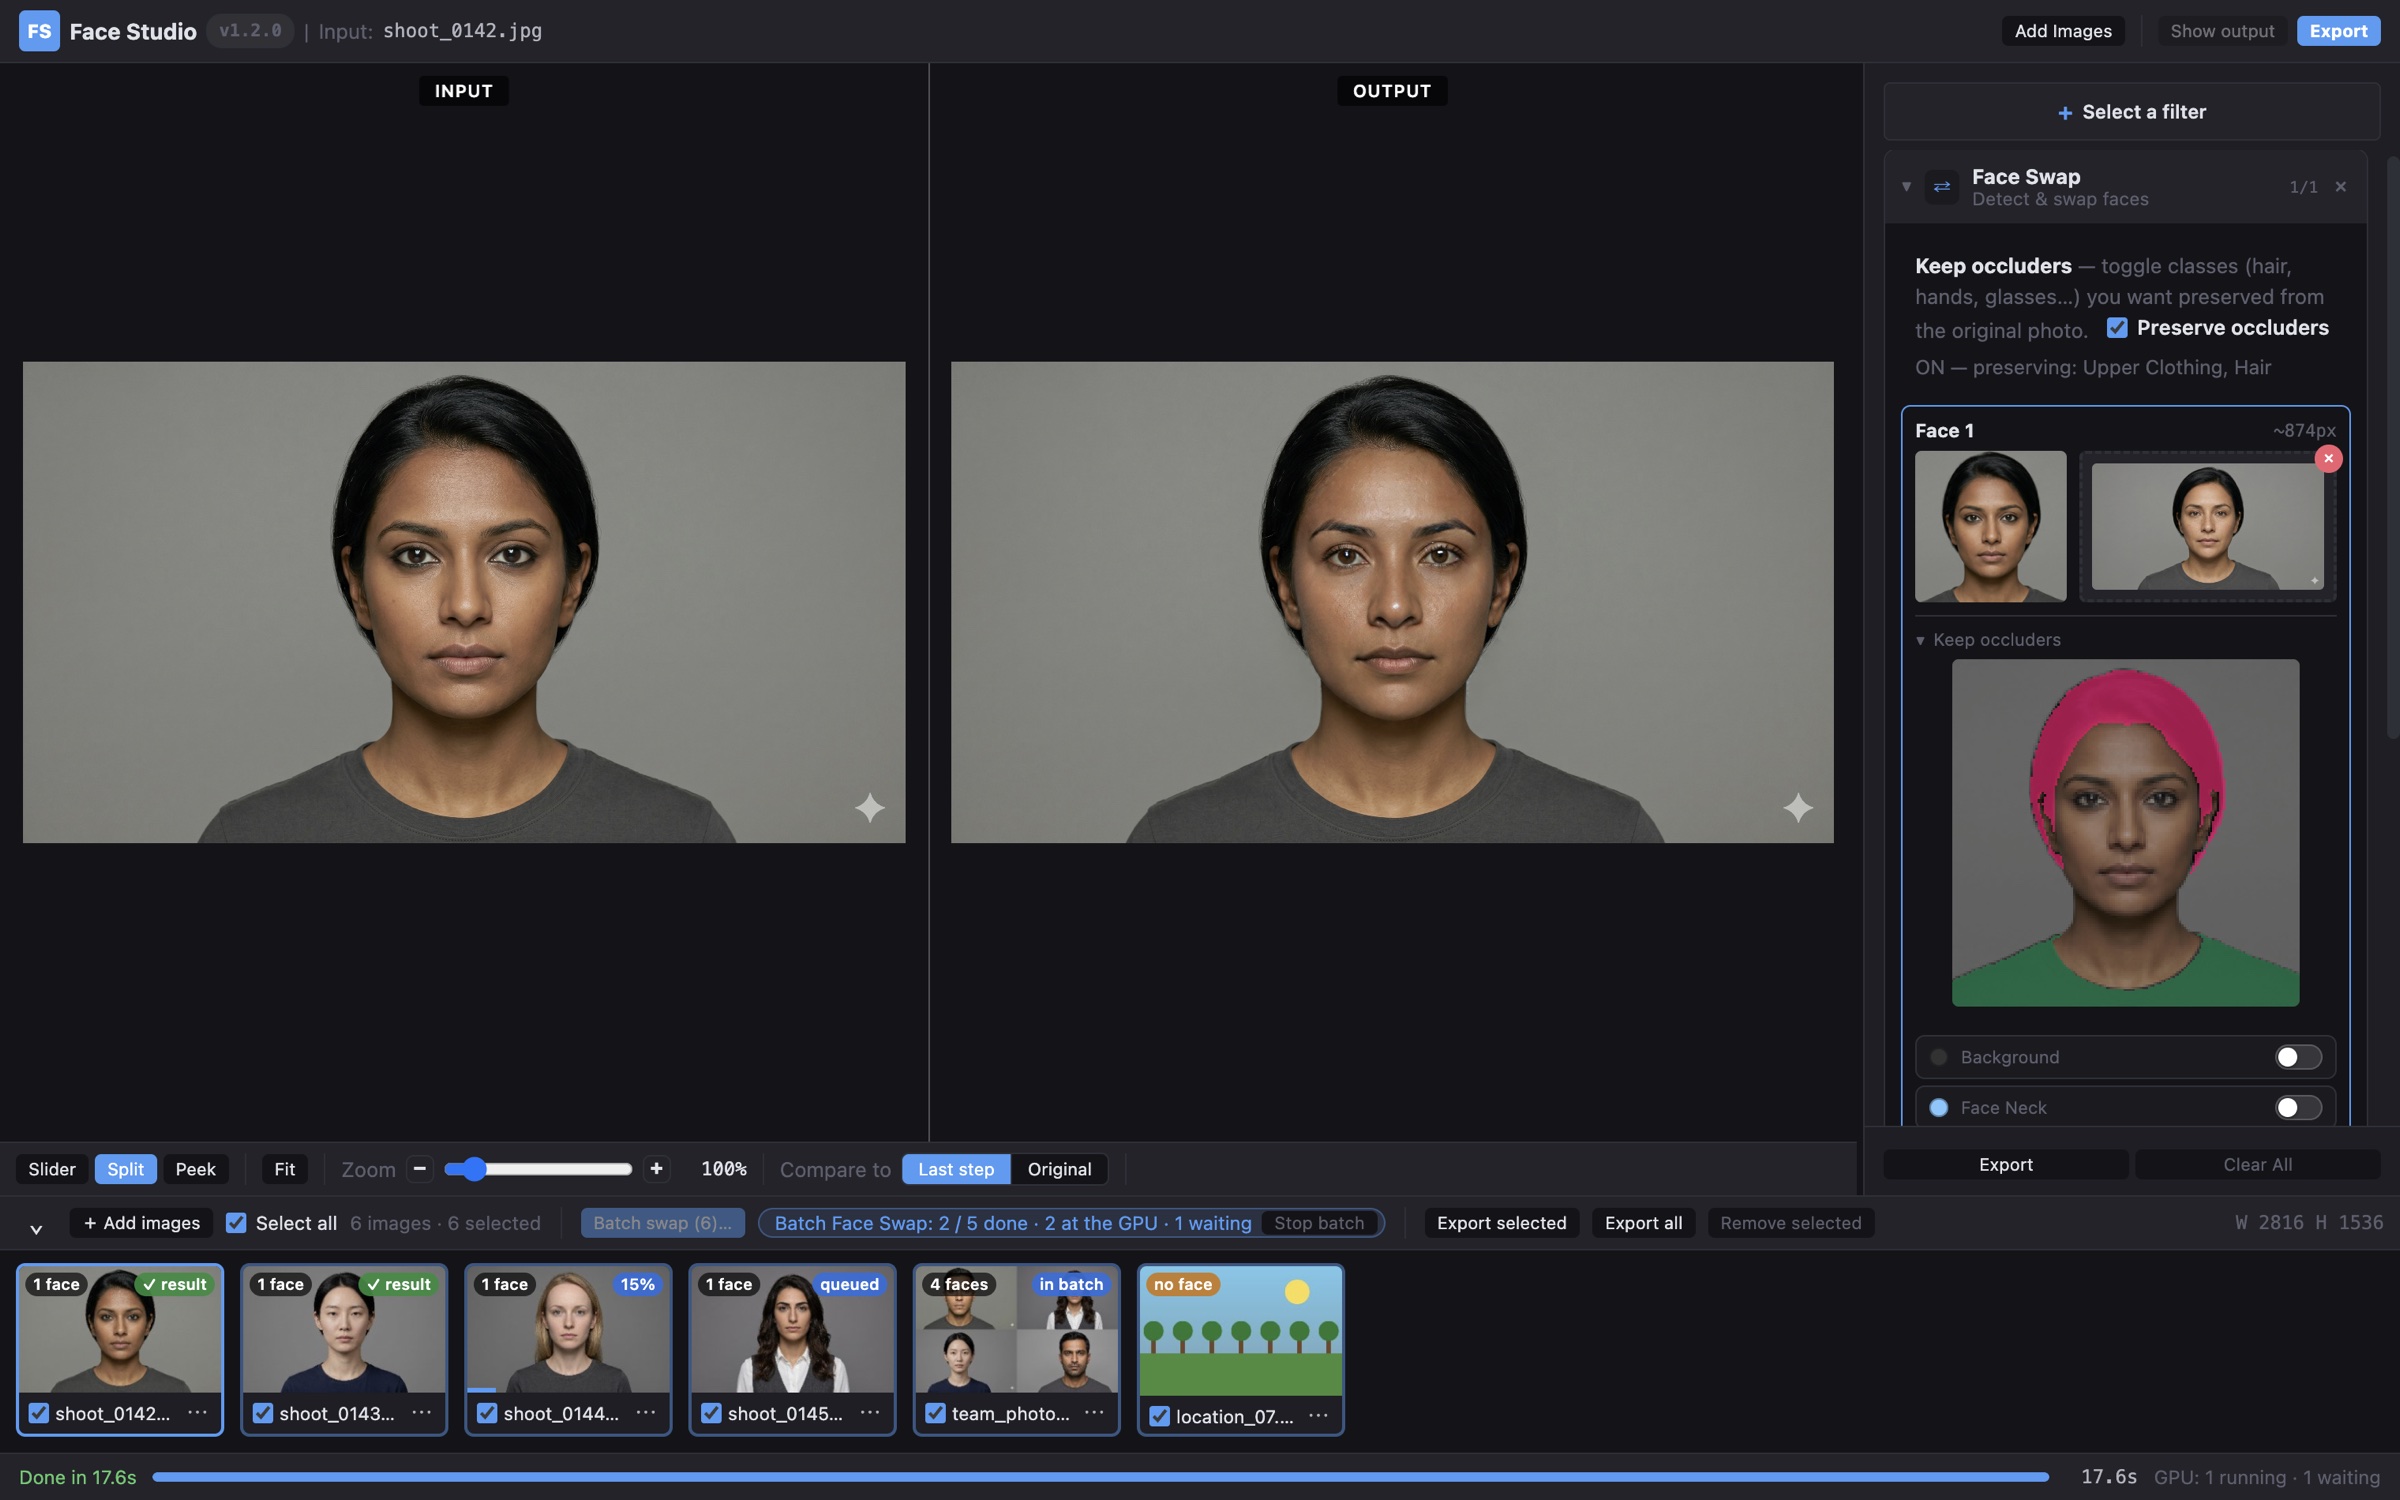 FS Face Studio v1.2.0 | Input: shoot_0142.jpg
Add Images Show output Export
INPUT
OUTPUT
+ Select a filter
Face Swap
Detect & swap faces
1/1 ×
Keep occluders — toggle classes (hair,
hands, glasses…) you want preserved from
the original photo. Preserve occluders
ON — preserving: Upper Clothing, Hair
Face 1 ~874px
Keep occluders
Background
Face Neck
Export Clear All
Slider Split Peek Fit Zoom − + 100% Compare to Last step Original
+ Add images Select all 6 images · 6 selected Batch swap (6)… Batch Face Swap: 2 / 5 done · 2 at the GPU · 1 waiting Stop batch Export selected Export all Remove selected W 2816 H 1536
1 face ✓ result
1 face ✓ result
1 face 15%
1 face queued
4 faces in batch
no face
shoot_0142… ···
shoot_0143… ···
shoot_0144… ···
shoot_0145… ···
team_photo… ···
location_07.… ···
Done in 17.6s 17.6s GPU: 1 running · 1 waiting